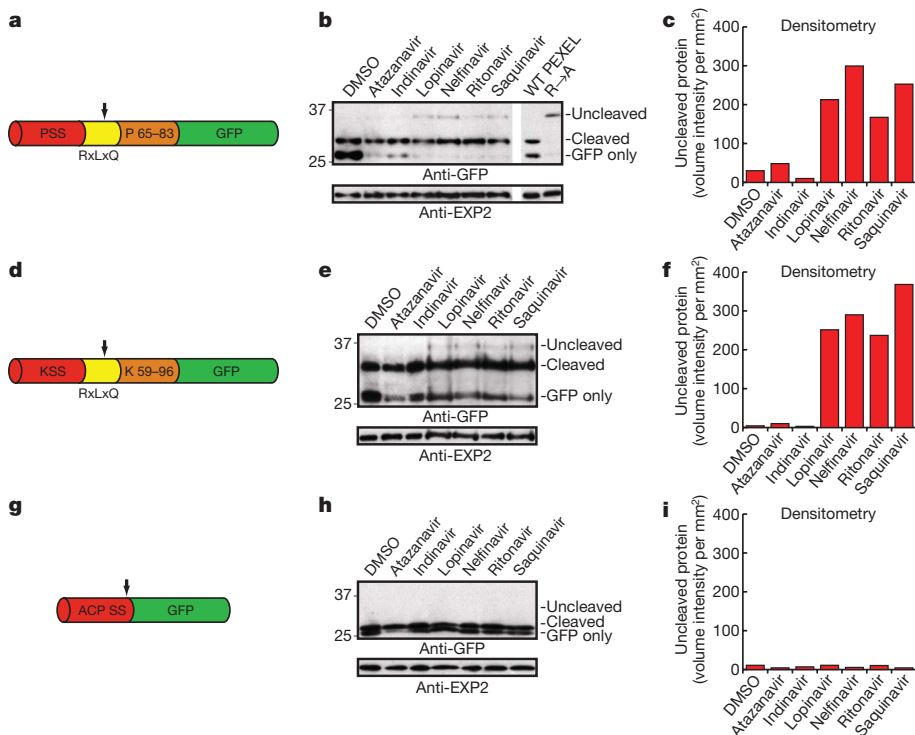 a
PSS P 65–83 GFP
RxLxQ
b
DMSO Atazanavir Indinavir Lopinavir Nelfinavir Ritonavir Saquinavir WT PEXEL R→A
37
25
Uncleaved
Cleaved
GFP only
Anti-GFP
Anti-EXP2
c
Densitometry
Uncleaved protein
(volume intensity per mm²)
400
300
200
100
0
DMSO Atazanavir Indinavir Lopinavir Nelfinavir Ritonavir Saquinavir
d
KSS K 59–96 GFP
RxLxQ
e
DMSO Atazanavir Indinavir Lopinavir Nelfinavir Ritonavir Saquinavir
37
25
Uncleaved
Cleaved
GFP only
Anti-GFP
Anti-EXP2
f
Densitometry
Uncleaved protein
(volume intensity per mm²)
400
300
200
100
0
DMSO Atazanavir Indinavir Lopinavir Nelfinavir Ritonavir Saquinavir
g
ACP SS GFP
h
DMSO Atazanavir Indinavir Lopinavir Nelfinavir Ritonavir Saquinavir
37
25
Uncleaved
Cleaved
GFP only
Anti-GFP
Anti-EXP2
i
Densitometry
Uncleaved protein
(volume intensity per mm²)
400
300
200
100
0
DMSO Atazanavir Indinavir Lopinavir Nelfinavir Ritonavir Saquinavir